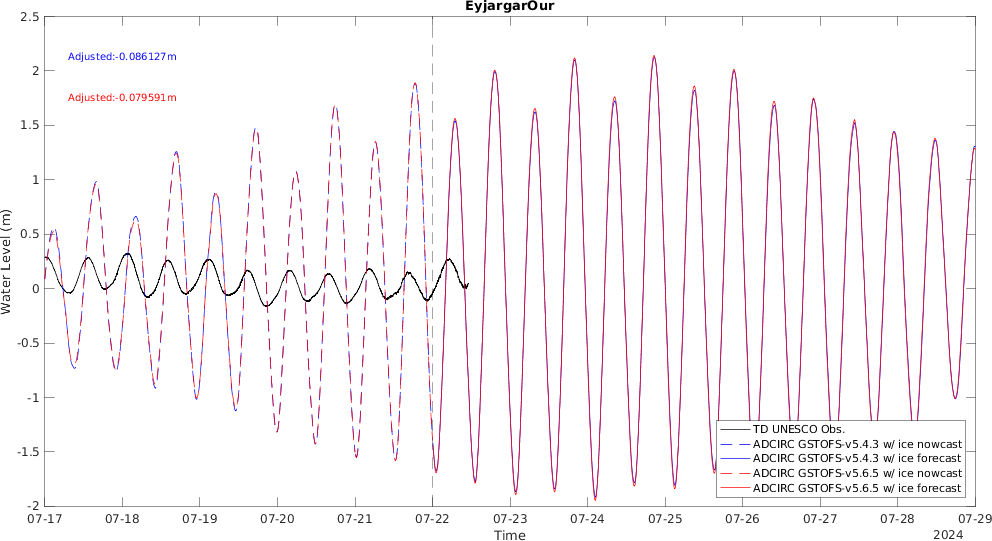 EyjargarOur
Adjusted:-0.086127m
Adjusted:-0.079591m
Water Level (m)
2.5
2
1.5
1
0.5
0
-0.5
-1
-1.5
-2
TD UNESCO Obs.
ADCIRC GSTOFS-v5.4.3 w/ ice nowcast
ADCIRC GSTOFS-v5.4.3 w/ ice forecast
ADCIRC GSTOFS-v5.6.5 w/ ice nowcast
ADCIRC GSTOFS-v5.6.5 w/ ice forecast
07-17 07-18 07-19 07-20 07-21 07-22 07-23 07-24 07-25 07-26 07-27 07-28 07-29
Time
2024